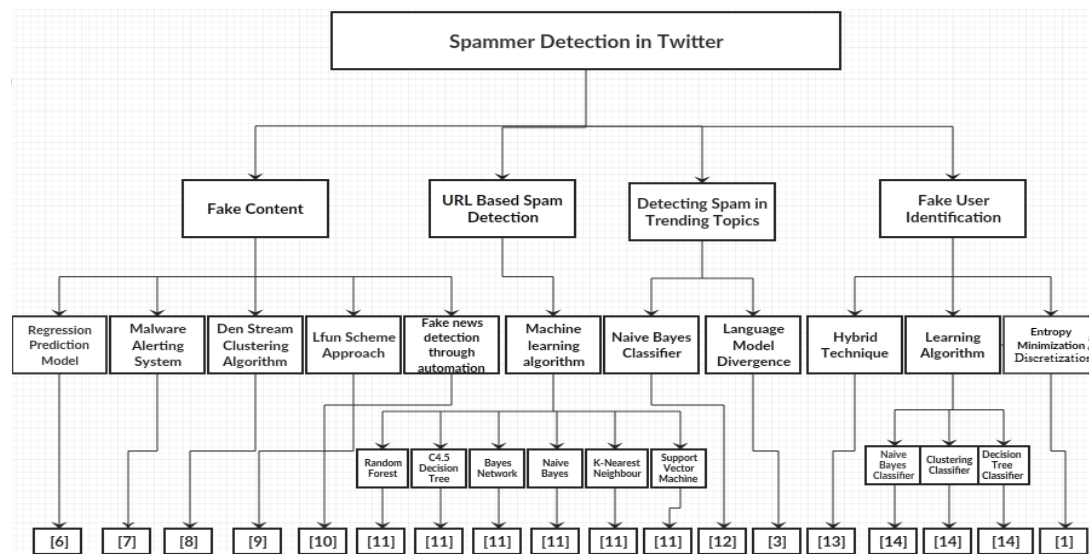 Spammer Detection in Twitter
Fake Content
URL Based Spam
Detection
Detecting Spam in
Trending Topics
Fake User
Identification
Regression
Prediction
Model
Malware
Alerting
System
Den Stream
Clustering
Algorithm
Lfun Scheme
Approach
Fake news
detection
through
automation
Machine
learning
algorithm
Naive Bayes
Classifier
Language
Model
Divergence
Hybrid
Technique
Learning
Algorithm
Entropy
Minimization
Discretization
Random
Forest
C4.5
Decision
Tree
Bayes
Network
Naive
Bayes
K-Nearest
Neighbour
Support
Vector
Machine
Naive
Bayes
Classifier
Clustering
Classifier
Decision
Tree
Classifier
[6]
[7]
[8]
[9]
[10]
[11]
[11]
[11]
[11]
[11]
[11]
[12]
[3]
[13]
[14]
[14]
[14]
[1]